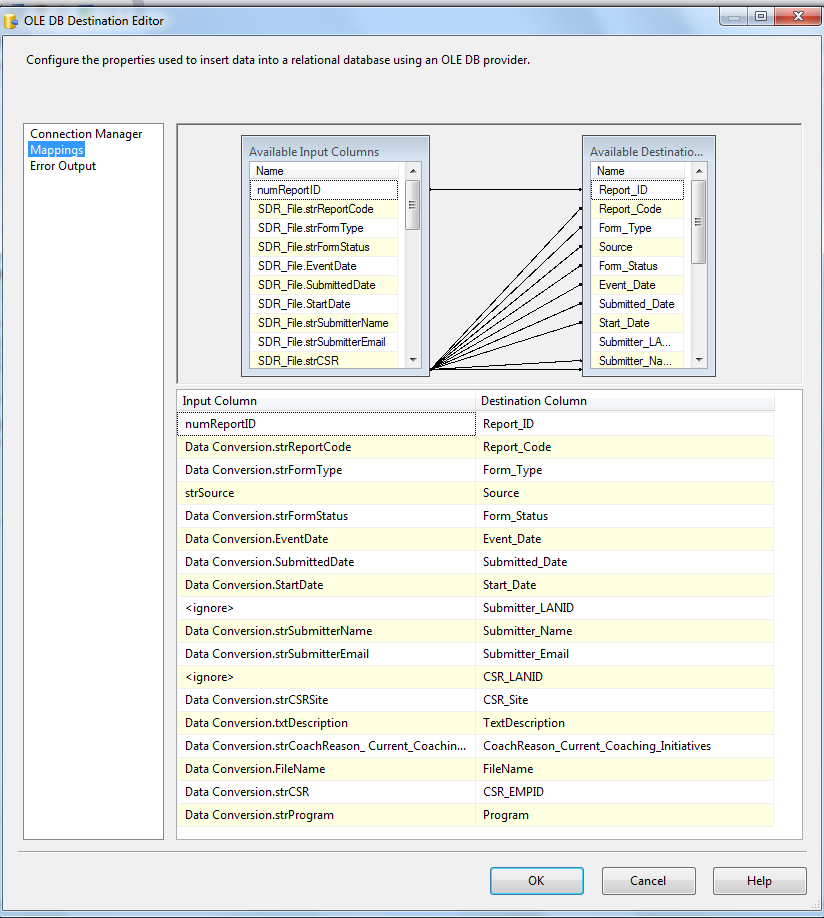 OLE DB Destination Editor
Configure the properties used to insert data into a relational database using an OLE DB provider.
Connection Manager
Mappings
Error Output
Available Input Columns
Name
numReportID
SDR_File.strReportCode
SDR_File.strFormType
SDR_File.strFormStatus
SDR_File.EventDate
SDR_File.SubmittedDate
SDR_File.StartDate
SDR_File.strSubmitterName
SDR_File.strSubmitterEmail
SDR_File.strCSR
Available Destinatio...
Name
Report_ID
Report_Code
Form_Type
Source
Form_Status
Event_Date
Submitted_Date
Start_Date
Submitter_LA...
Submitter_Na...
Input Column Destination Column
numReportID Report_ID
Data Conversion.strReportCode Report_Code
Data Conversion.strFormType Form_Type
strSource Source
Data Conversion.strFormStatus Form_Status
Data Conversion.EventDate Event_Date
Data Conversion.SubmittedDate Submitted_Date
Data Conversion.StartDate Start_Date
<ignore> Submitter_LANID
Data Conversion.strSubmitterName Submitter_Name
Data Conversion.strSubmitterEmail Submitter_Email
<ignore> CSR_LANID
Data Conversion.strCSRSite CSR_Site
Data Conversion.txtDescription TextDescription
Data Conversion.strCoachReason_ Current_Coachin... CoachReason_Current_Coaching_Initiatives
Data Conversion.FileName FileName
Data Conversion.strCSR CSR_EMPID
Data Conversion.strProgram Program
OK Cancel Help